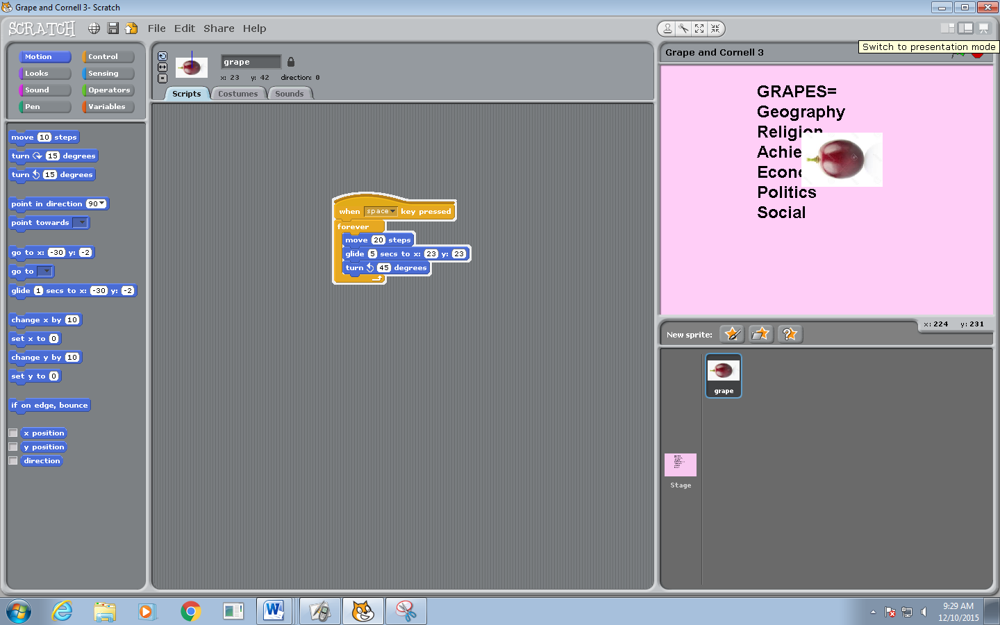 Grape and Cornell 3- Scratch
SCRATCH File Edit Share Help
Motion Control
Looks Sensing
Sound Operators
Pen Variables
move 10 steps
turn 15 degrees
turn 15 degrees
point in direction 90
point towards
go to x: -30 y: -2
go to
glide 1 secs to x: -30 y: -2
change x by 10
set x to 0
change y by 10
set y to 0
if on edge, bounce
x position
y position
direction
grape
x: 23 y: 42 direction: 0
Scripts Costumes Sounds
when space key pressed
forever
move 20 steps
glide 5 secs to x: 23 y: 23
turn 45 degrees
Switch to presentation mode
Grape and Cornell 3
GRAPES=
Geography
Religion
Achie
Econo
Politics
Social
x: 224 y: 231
New sprite:
grape
Stage
9:29 AM
12/10/2015